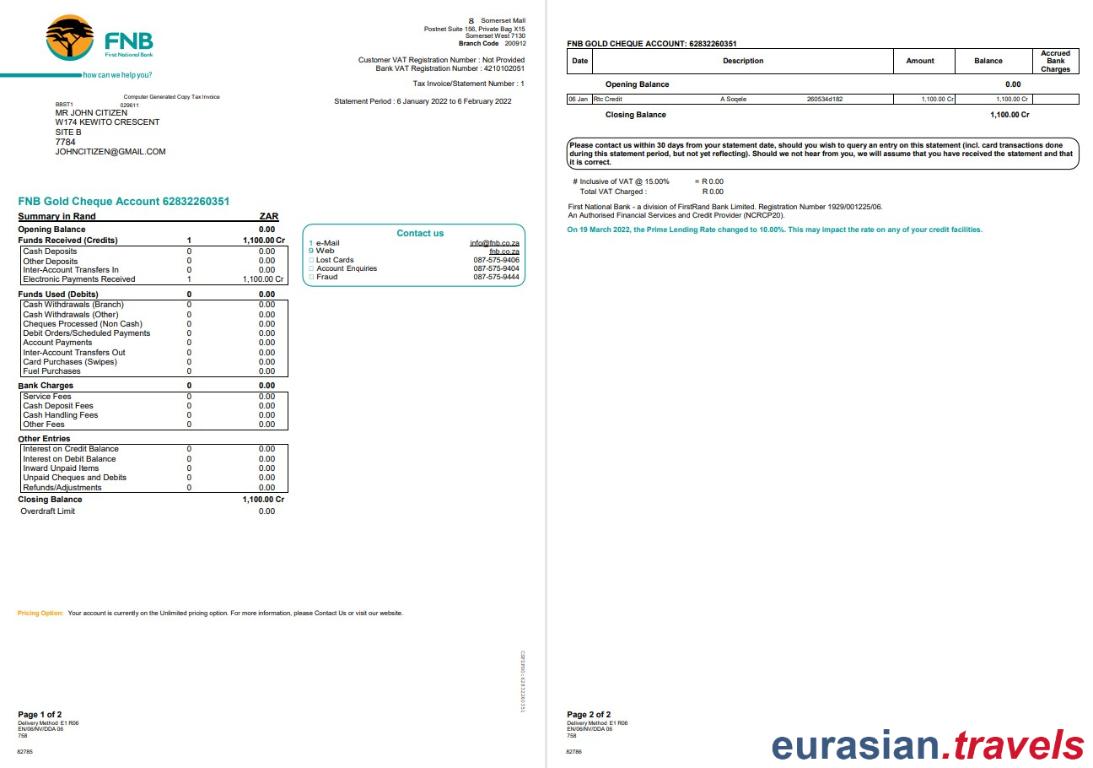 FNB
First National Bank
how can we help you?
8 Somerset Mall
Postnet Suite 156, Private Bag X15
Somerset West 7130
Branch Code 200912
Customer VAT Registration Number : Not Provided
Bank VAT Registration Number : 4210102051
Tax Invoice/Statement Number : 1
Statement Period : 6 January 2022 to 6 February 2022
Computer Generated Copy Tax Invoice
BBST1 029611
MR JOHN CITIZEN
W174 KEWITO CRESCENT
SITE B
7784
JOHNCITIZEN@GMAIL.COM
FNB Gold Cheque Account 62832260351
Summary in Rand ZAR
Opening Balance 0.00
Funds Received (Credits) 1 1,100.00 Cr
Cash Deposits 0 0.00
Other Deposits 0 0.00
Inter-Account Transfers In 0 0.00
Electronic Payments Received 1 1,100.00 Cr
Funds Used (Debits) 0 0.00
Cash Withdrawals (Branch) 0 0.00
Cash Withdrawals (Other) 0 0.00
Cheques Processed (Non Cash) 0 0.00
Debit Orders/Scheduled Payments 0 0.00
Account Payments 0 0.00
Inter-Account Transfers Out 0 0.00
Card Purchases (Swipes) 0 0.00
Fuel Purchases 0 0.00
Bank Charges 0 0.00
Service Fees 0 0.00
Cash Deposit Fees 0 0.00
Cash Handling Fees 0 0.00
Other Fees 0 0.00
Other Entries
Interest on Credit Balance 0 0.00
Interest on Debit Balance 0 0.00
Inward Unpaid Items 0 0.00
Unpaid Cheques and Debits 0 0.00
Refunds/Adjustments 0 0.00
Closing Balance 1,100.00 Cr
Overdraft Limit 0.00
Contact us
1 e-Mail info@fnb.co.za
9 Web fnb.co.za
Lost Cards 087-575-9406
Account Enquiries 087-575-9404
Fraud 087-575-9444
Pricing Option: Your account is currently on the Unlimited pricing option. For more information, please Contact Us or visit our website.
Page 1 of 2
Delivery Method E1 R06
EN/06/NV/DDA 06
758
82785
FNB GOLD CHEQUE ACCOUNT: 62832260351
Date Description Amount Balance Accrued
Bank
Charges
Opening Balance 0.00
06 Jan Rtc Credit A Soqele 260534d182 1,100.00 Cr 1,100.00 Cr
Closing Balance 1,100.00 Cr
Please contact us within 30 days from your statement date, should you wish to query an entry on this statement (incl. card transactions done
during this statement period, but not yet reflecting). Should we not hear from you, we will assume that you have received the statement and that
it is correct.
# Inclusive of VAT @ 15.00% = R 0.00
Total VAT Charged : R 0.00
First National Bank - a division of FirstRand Bank Limited. Registration Number 1929/001225/06.
An Authorised Financial Services and Credit Provider (NCRCP20).
On 19 March 2022, the Prime Lending Rate changed to 10.00%. This may impact the rate on any of your credit facilities.
Page 2 of 2
Delivery Method E1 R06
EN/06/NV/DDA 06
758
82786
eurasian.travels